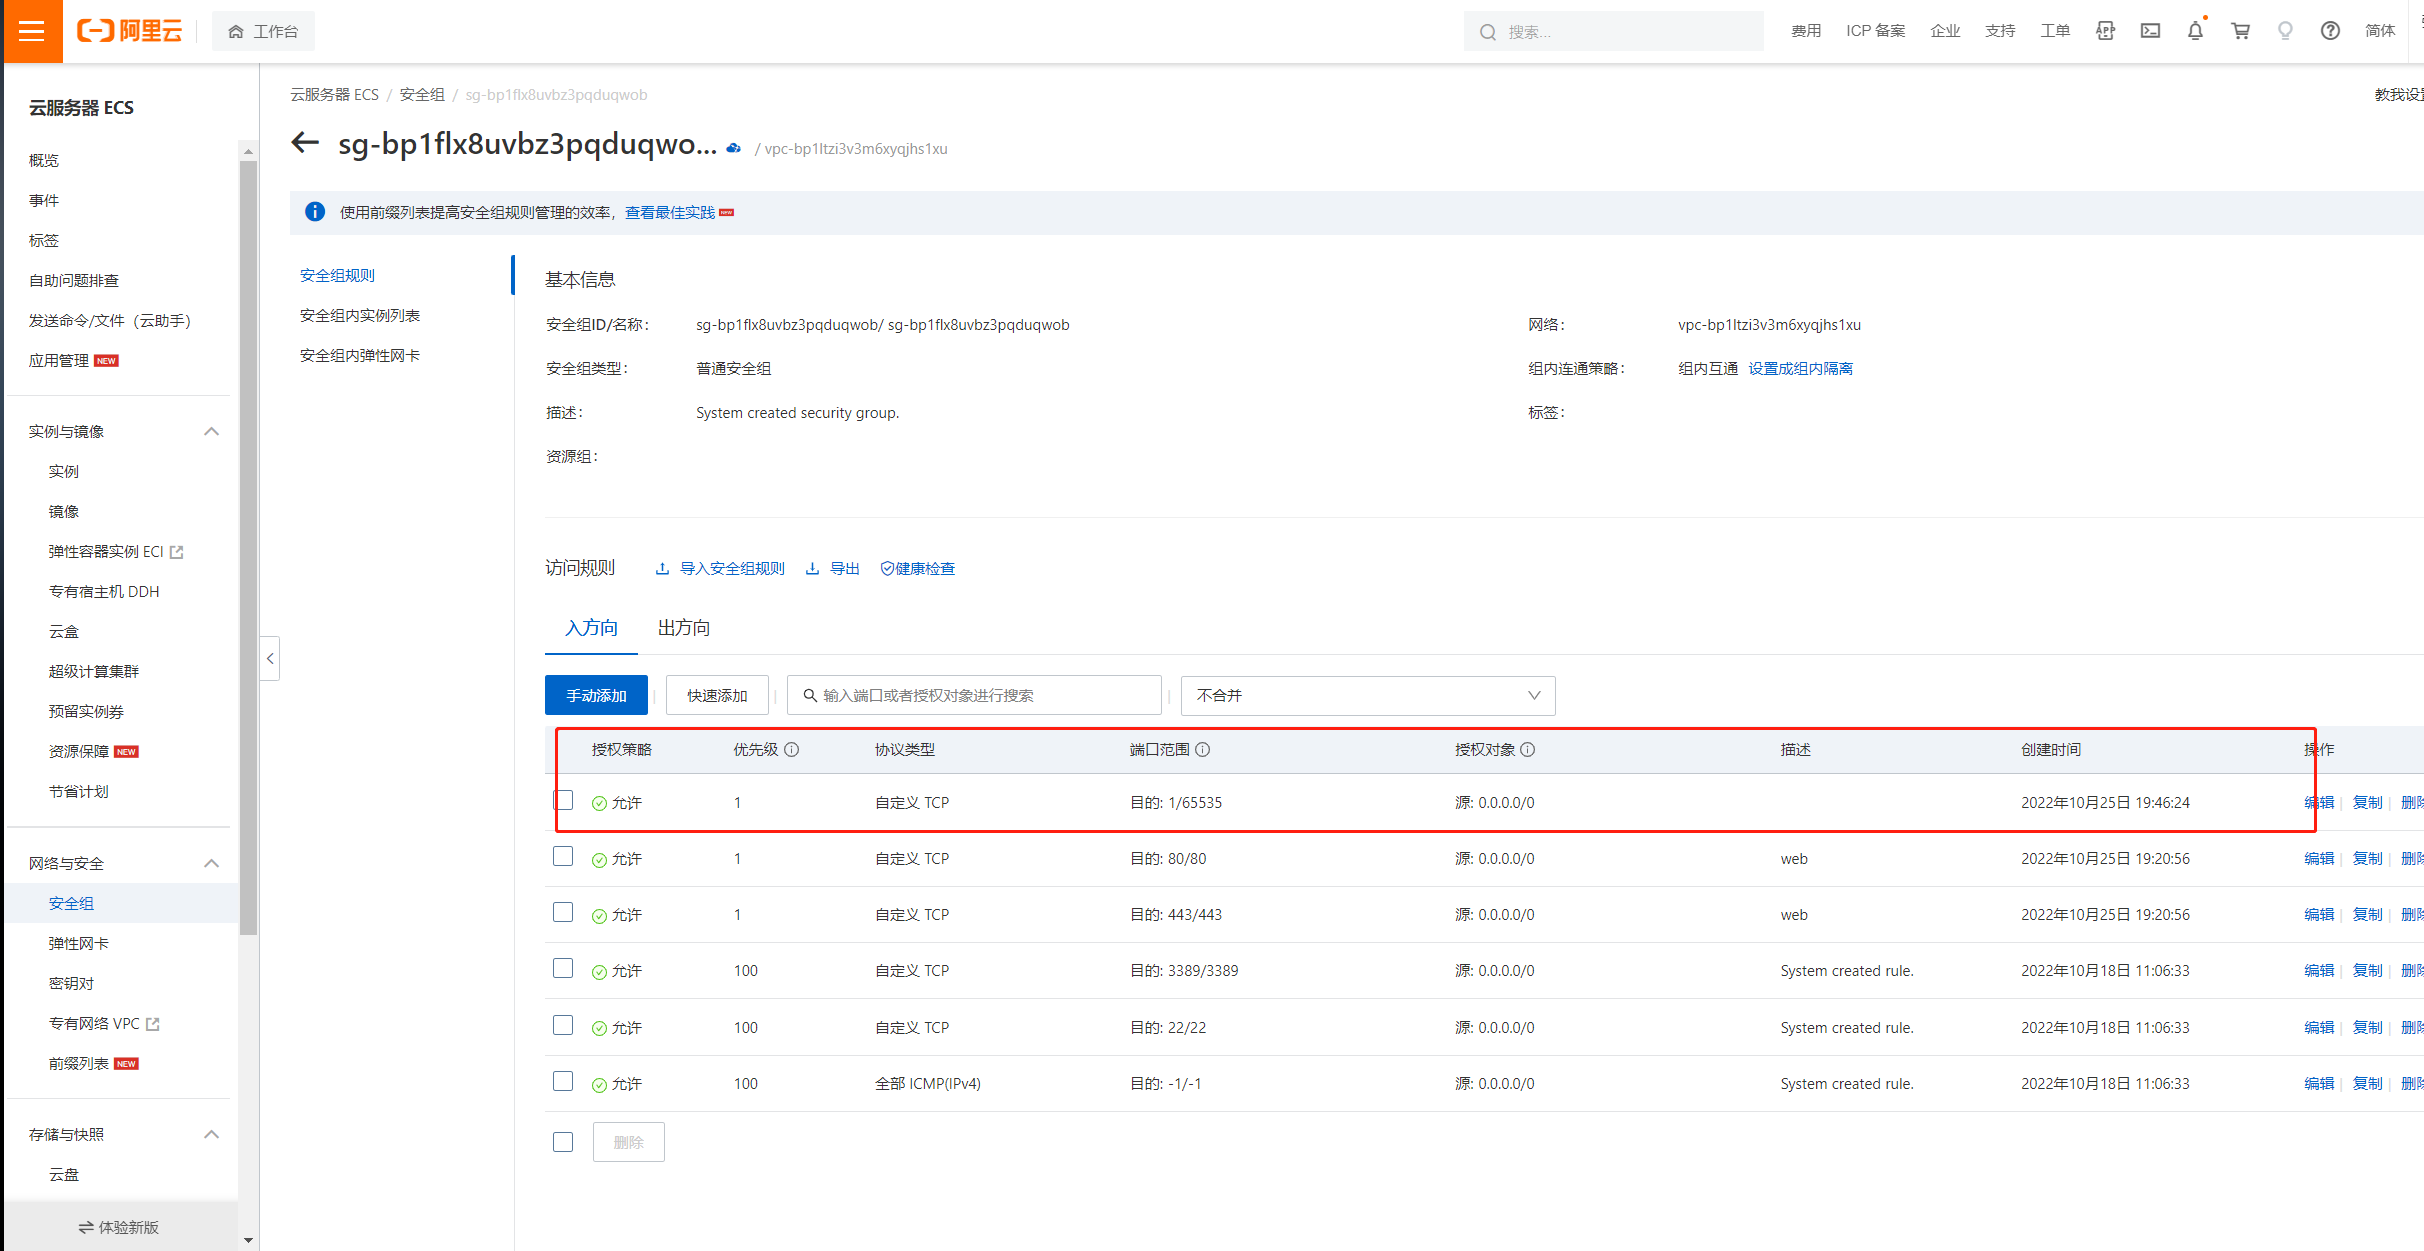 阿里云
工作台
搜索...
费用
ICP 备案
企业
支持
工单
简体
云服务器 ECS
概览
事件
标签
自助问题排查
发送命令/文件（云助手）
应用管理 NEW
实例与镜像
实例
镜像
弹性容器实例 ECI
专有宿主机 DDH
云盒
超级计算集群
预留实例券
资源保障 NEW
节省计划
网络与安全
安全组
弹性网卡
密钥对
专有网络 VPC
前缀列表 NEW
存储与快照
云盘
体验新版
云服务器 ECS / 安全组 / sg-bp1flx8uvbz3pqduqwob
教我设
sg-bp1flx8uvbz3pqduqwo... / vpc-bp1ltzi3v3m6xyqjhs1xu
使用前缀列表提高安全组规则管理的效率，查看最佳实践 NEW
安全组规则
安全组内实例列表
安全组内弹性网卡
基本信息
安全组ID/名称： sg-bp1flx8uvbz3pqduqwob/ sg-bp1flx8uvbz3pqduqwob
网络： vpc-bp1ltzi3v3m6xyqjhs1xu
安全组类型： 普通安全组
组内连通策略： 组内互通 设置成组内隔离
描述： System created security group.
标签：
资源组：
访问规则 导入安全组规则 导出 健康检查
入方向 出方向
手动添加 快速添加 输入端口或者授权对象进行搜索 不合并
授权策略 优先级 协议类型 端口范围 授权对象 描述 创建时间 操作
允许 1 自定义 TCP 目的: 1/65535 源: 0.0.0.0/0 2022年10月25日 19:46:24 编辑 | 复制 | 删除
允许 1 自定义 TCP 目的: 80/80 源: 0.0.0.0/0 web 2022年10月25日 19:20:56 编辑 | 复制 | 删除
允许 1 自定义 TCP 目的: 443/443 源: 0.0.0.0/0 web 2022年10月25日 19:20:56 编辑 | 复制 | 删除
允许 100 自定义 TCP 目的: 3389/3389 源: 0.0.0.0/0 System created rule. 2022年10月18日 11:06:33 编辑 | 复制 | 删除
允许 100 自定义 TCP 目的: 22/22 源: 0.0.0.0/0 System created rule. 2022年10月18日 11:06:33 编辑 | 复制 | 删除
允许 100 全部 ICMP(IPv4) 目的: -1/-1 源: 0.0.0.0/0 System created rule. 2022年10月18日 11:06:33 编辑 | 复制 | 删除
删除